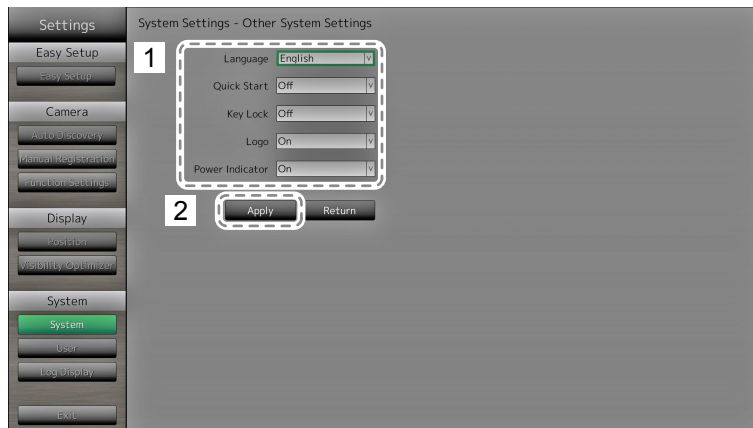 Settings
Easy Setup
Easy Setup
Camera
Auto Discovery
Manual Registration
Function Settings
Display
Position
Visibility Optimizer
System
System
User
Log Display
Exit
System Settings - Other System Settings
1
Language English
Quick Start Off
Key Lock Off
Logo On
Power Indicator On
2
Apply Return